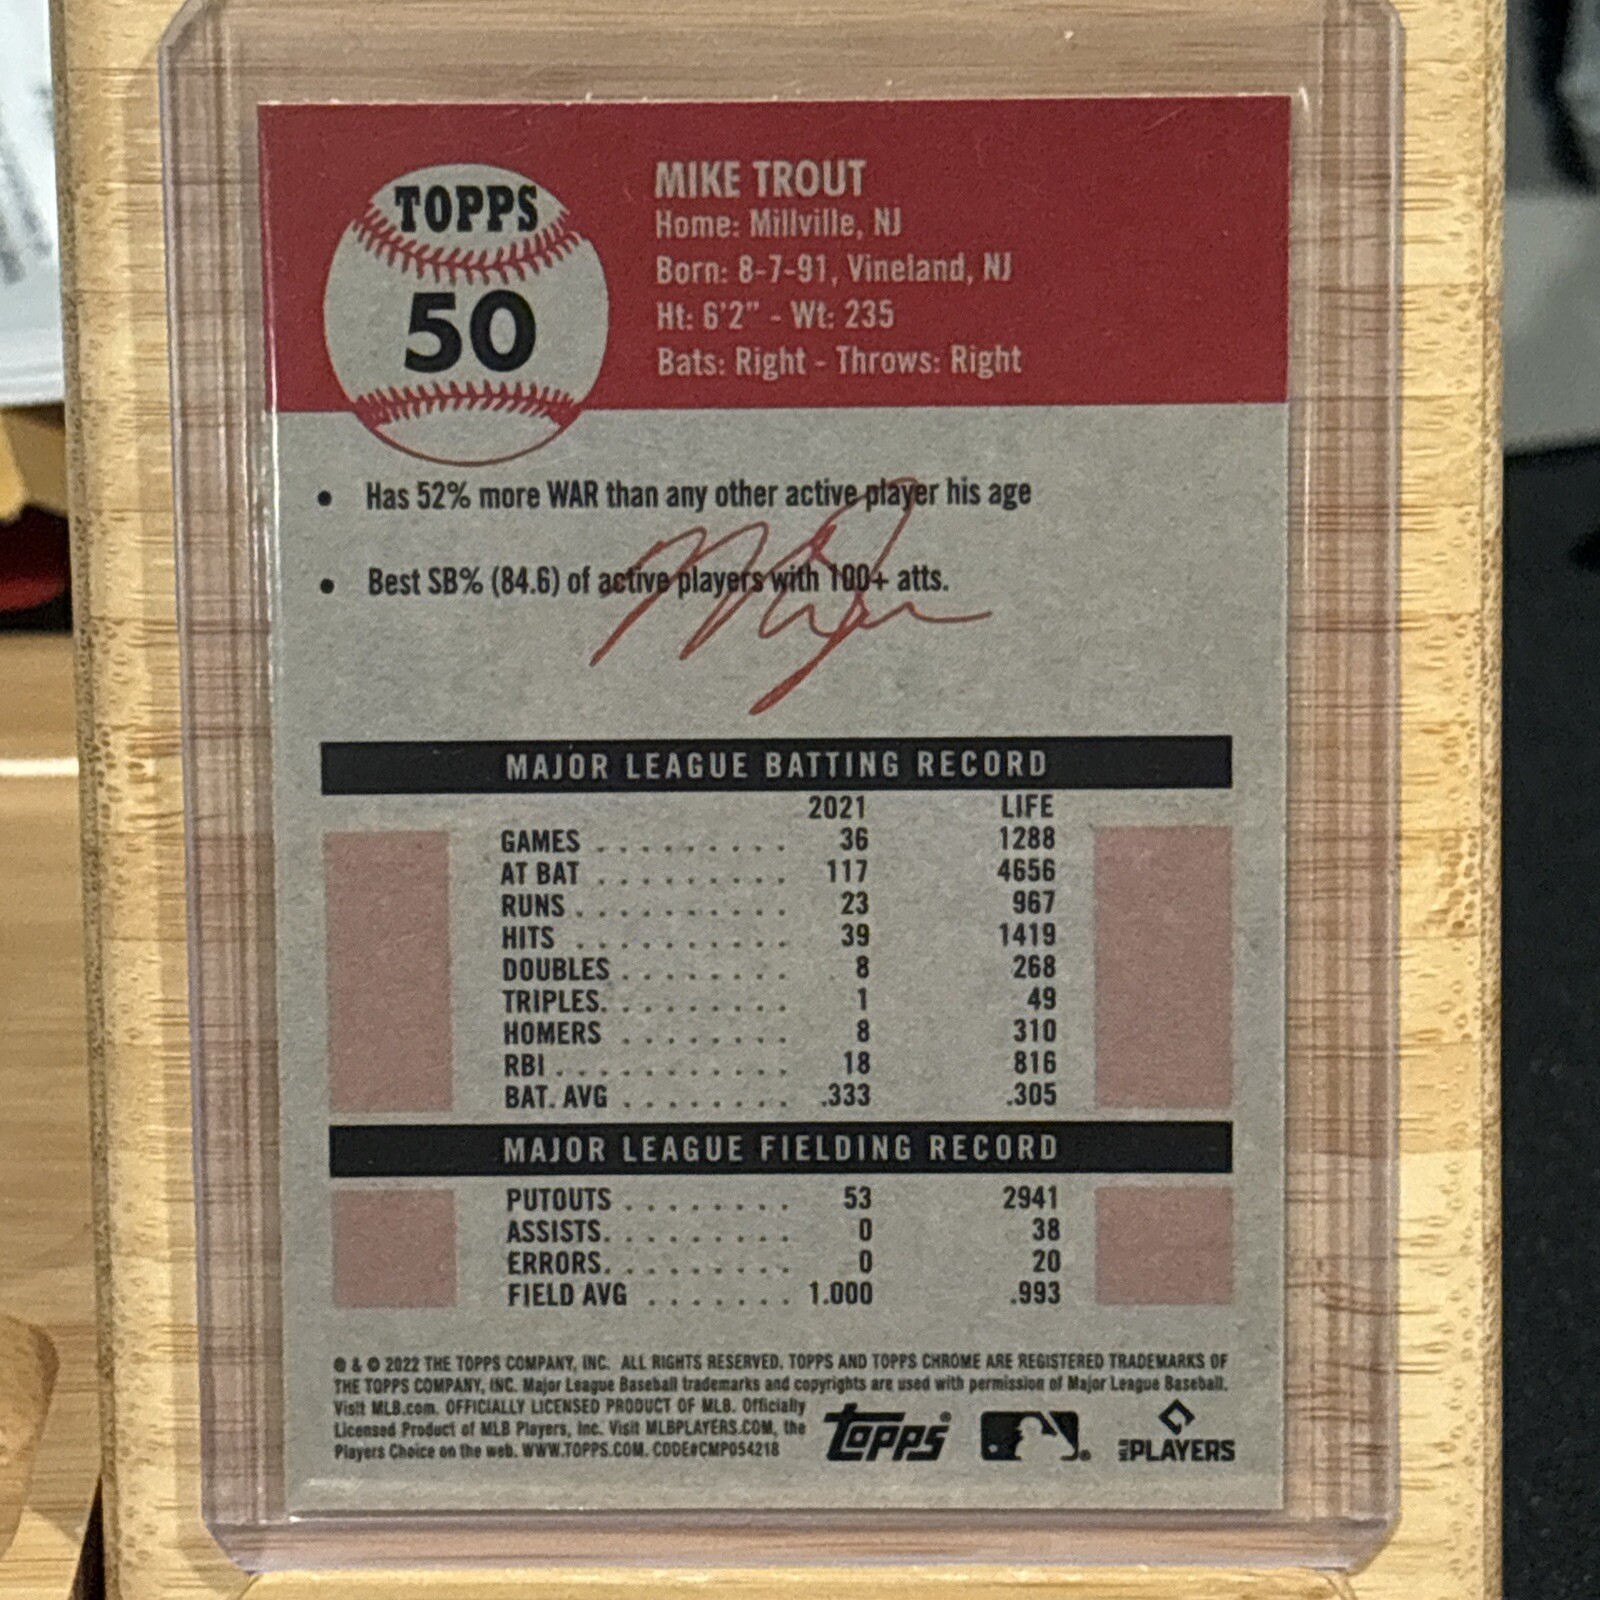 TOPPS
50
MIKE TROUT
Home: Millville, NJ
Born: 8-7-91, Vineland, NJ
Ht: 6'2" - Wt: 235
Bats: Right - Throws: Right
• Has 52% more WAR than any other active player his age
• Best SB% (84.6) of active players with 100+ atts.
MAJOR LEAGUE BATTING RECORD
2021 LIFE
GAMES . . . . . . . . . 36 1288
AT BAT . . . . . . . . . 117 4656
RUNS . . . . . . . . . . 23 967
HITS . . . . . . . . . . 39 1419
DOUBLES . . . . . . . . 8 268
TRIPLES. . . . . . . . . 1 49
HOMERS . . . . . . . . 8 310
RBI . . . . . . . . . . . 18 816
BAT. AVG . . . . . . . . .333 .305
MAJOR LEAGUE FIELDING RECORD
PUTOUTS . . . . . . . . 53 2941
ASSISTS. . . . . . . . . 0 38
ERRORS. . . . . . . . . 0 20
FIELD AVG . . . . . . . 1.000 .993
® & © 2022 THE TOPPS COMPANY, INC. ALL RIGHTS RESERVED. TOPPS AND TOPPS CHROME ARE REGISTERED TRADEMARKS OF
THE TOPPS COMPANY, INC. Major League Baseball trademarks and copyrights are used with permission of Major League Baseball.
Visit MLB.com. OFFICIALLY LICENSED PRODUCT OF MLB. Officially
Licensed Product of MLB Players, Inc. Visit MLBPLAYERS.COM, the
Players Choice on the web. WWW.TOPPS.COM. CODE#CMP054218
Topps®
MLB PLAYERS